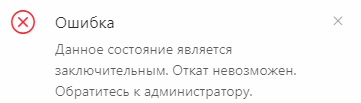 Ошибка
Данное состояние является
заключительным. Откат невозможен.
Обратитесь к администратору.